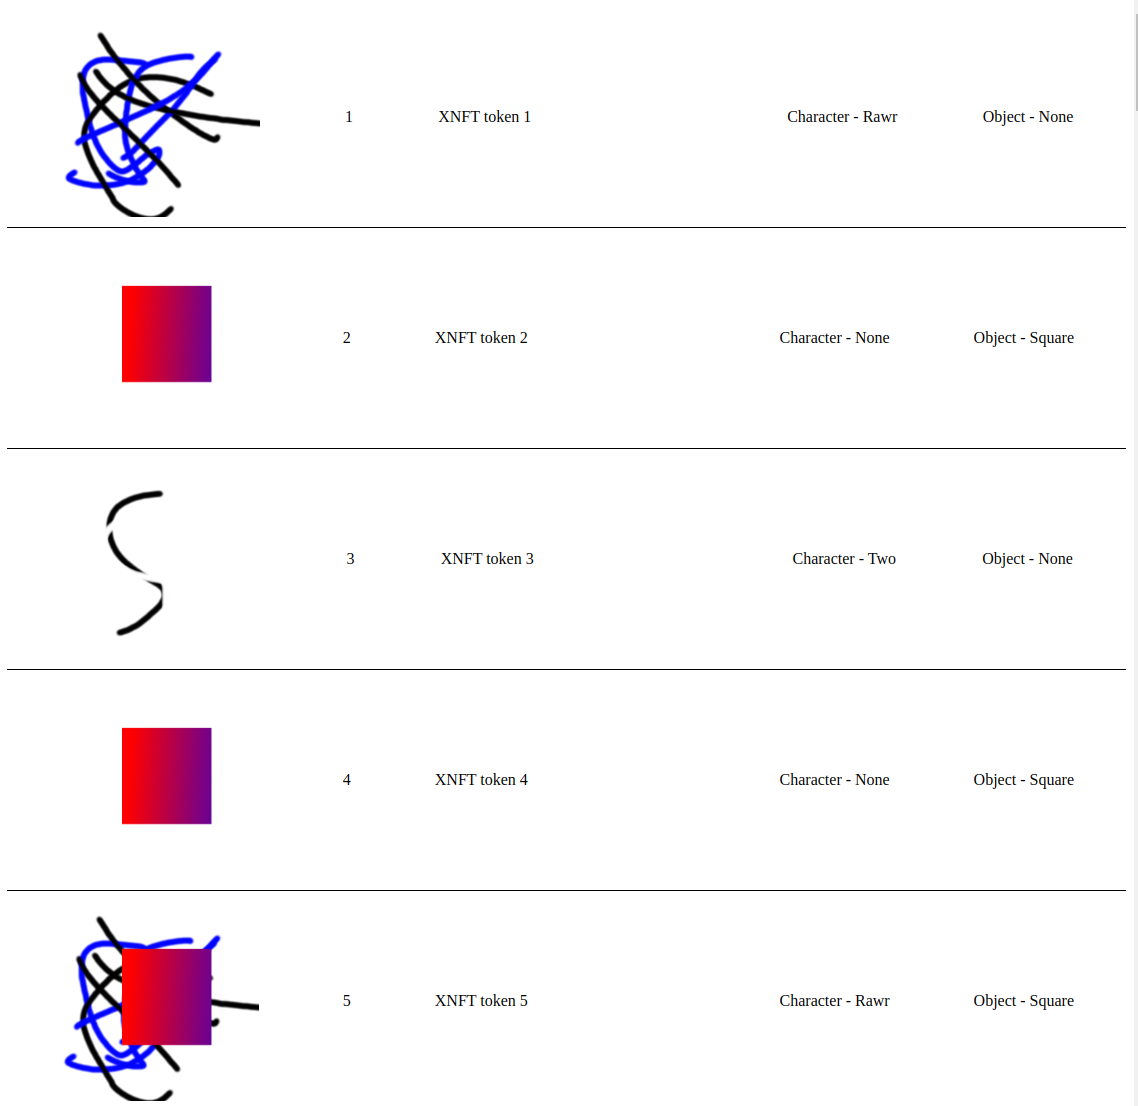 1 XNFT token 1 Character - Rawr Object - None
2 XNFT token 2 Character - None Object - Square
3 XNFT token 3 Character - Two Object - None
4 XNFT token 4 Character - None Object - Square
5 XNFT token 5 Character - Rawr Object - Square